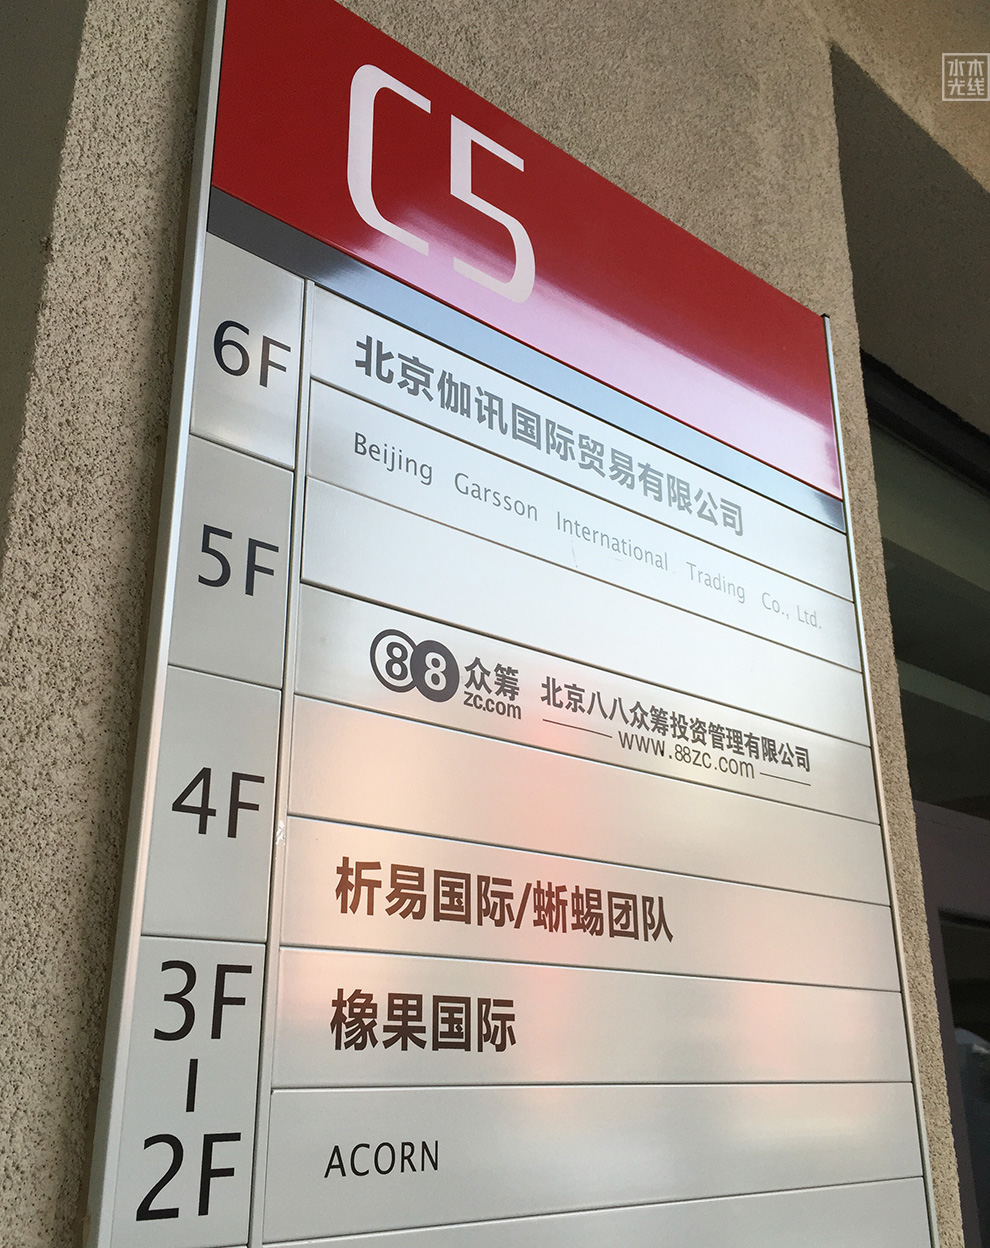 水木
光线
C5
6F
北京伽讯国际贸易有限公司
Beijing Garsson International Trading Co., Ltd.
5F
88众筹
zc.com
北京八八众筹投资管理有限公司
www.88zc.com
4F
析易国际/蜥蜴团队
3F
橡果国际
2F
ACORN